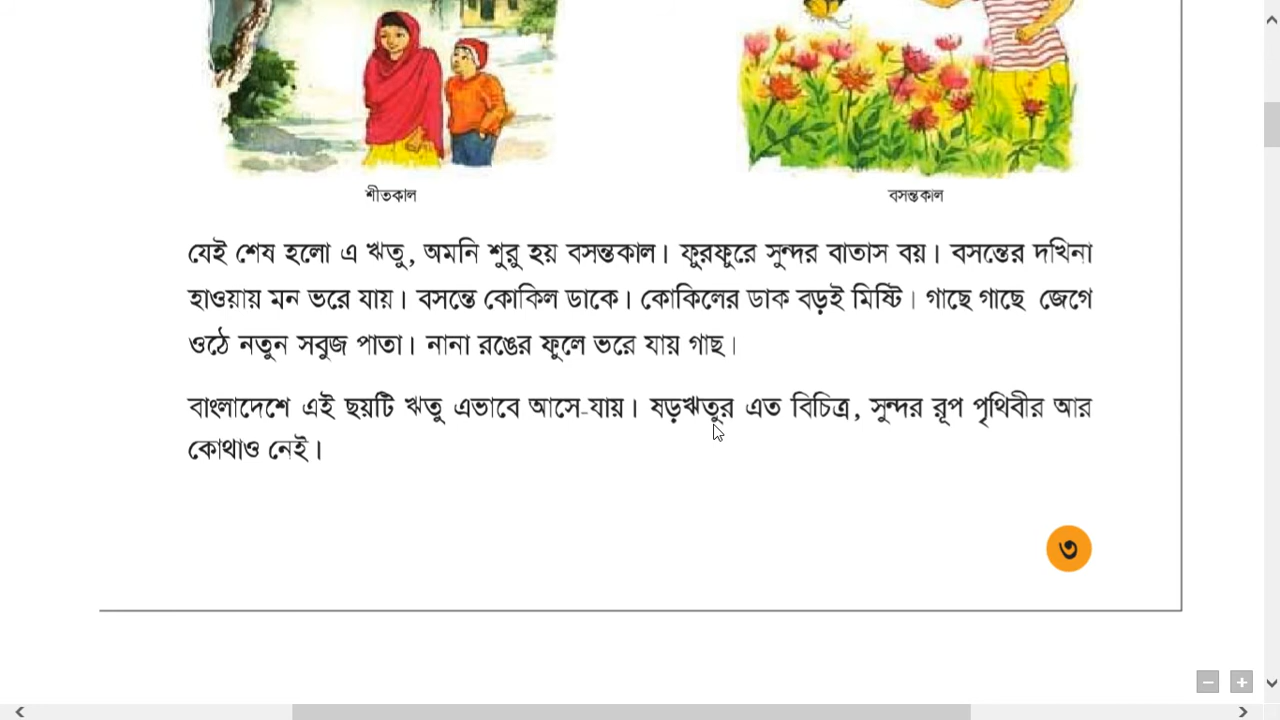 শীতকাল
বসন্তকাল
যেই শেষ হলো এ ঋতু, অমনি শুরু হয় বসন্তকাল। ফুরফুরে সুন্দর বাতাস বয়। বসন্তের দখিনা
হাওয়ায় মন ভরে যায়। বসন্তে কোকিল ডাকে। কোকিলের ডাক বড়ই মিষ্টি। গাছে গাছে জেগে
ওঠে নতুন সবুজ পাতা। নানা রঙের ফুলে ভরে যায় গাছ।
বাংলাদেশে এই ছয়টি ঋতু এভাবে আসে-যায়। ষড়ঋতুর এত বিচিত্র, সুন্দর রূপ পৃথিবীর আর
কোথাও নেই।
৩